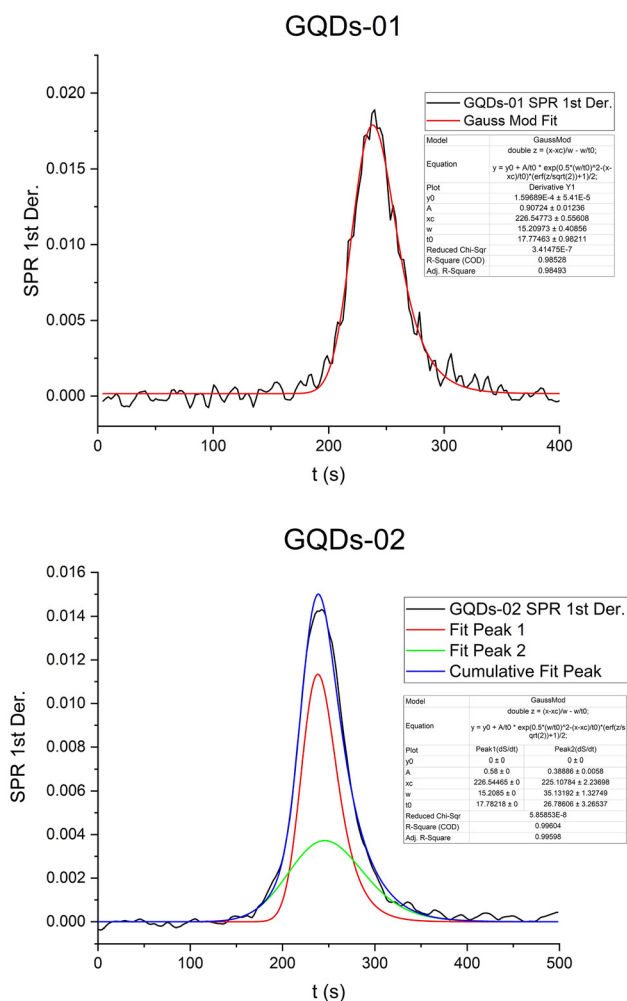 GQDs-01
0.020
0.015
0.010
0.005
0.000
SPR 1st Der.
0
100
200
300
400
t (s)
GQDs-01 SPR 1st Der.
Gauss Mod Fit
Model GaussMod
Equation double z = (x-xc)/w - w/t0;
y = y0 + A/t0 * exp(0.5*(w/t0)^2-(x-
xc)/t0)*(erf(z/sqrt(2))+1)/2;
Plot Derivative Y1
y0 1.59689E-4 ± 5.41E-5
A 0.90724 ± 0.01236
xc 226.54773 ± 0.55608
w 15.20973 ± 0.40856
t0 17.77463 ± 0.98211
Reduced Chi-Sqr 3.41475E-7
R-Square (COD) 0.98528
Adj. R-Square 0.98493
GQDs-02
0.016
0.014
0.012
0.010
0.008
0.006
0.004
0.002
0.000
SPR 1st Der.
0
100
200
300
400
500
t (s)
GQDs-02 SPR 1st Der.
Fit Peak 1
Fit Peak 2
Cumulative Fit Peak
Model GaussMod
Equation double z = (x-xc)/w - w/t0;
y = y0 + A/t0 * exp(0.5*(w/t0)^2-(x-xc)/t0)*(erf(z/s
qrt(2))+1)/2;
Plot Peak1(dS/dt) Peak2(dS/dt)
y0 0 ± 0 0 ± 0
A 0.58 ± 0 0.38886 ± 0.0058
xc 226.54465 ± 0 225.10784 ± 2.23698
w 15.2085 ± 0 35.13192 ± 1.32749
t0 17.78218 ± 0 26.78606 ± 3.26537
Reduced Chi-Sqr 5.85853E-8
R-Square (COD) 0.99604
Adj. R-Square 0.99598